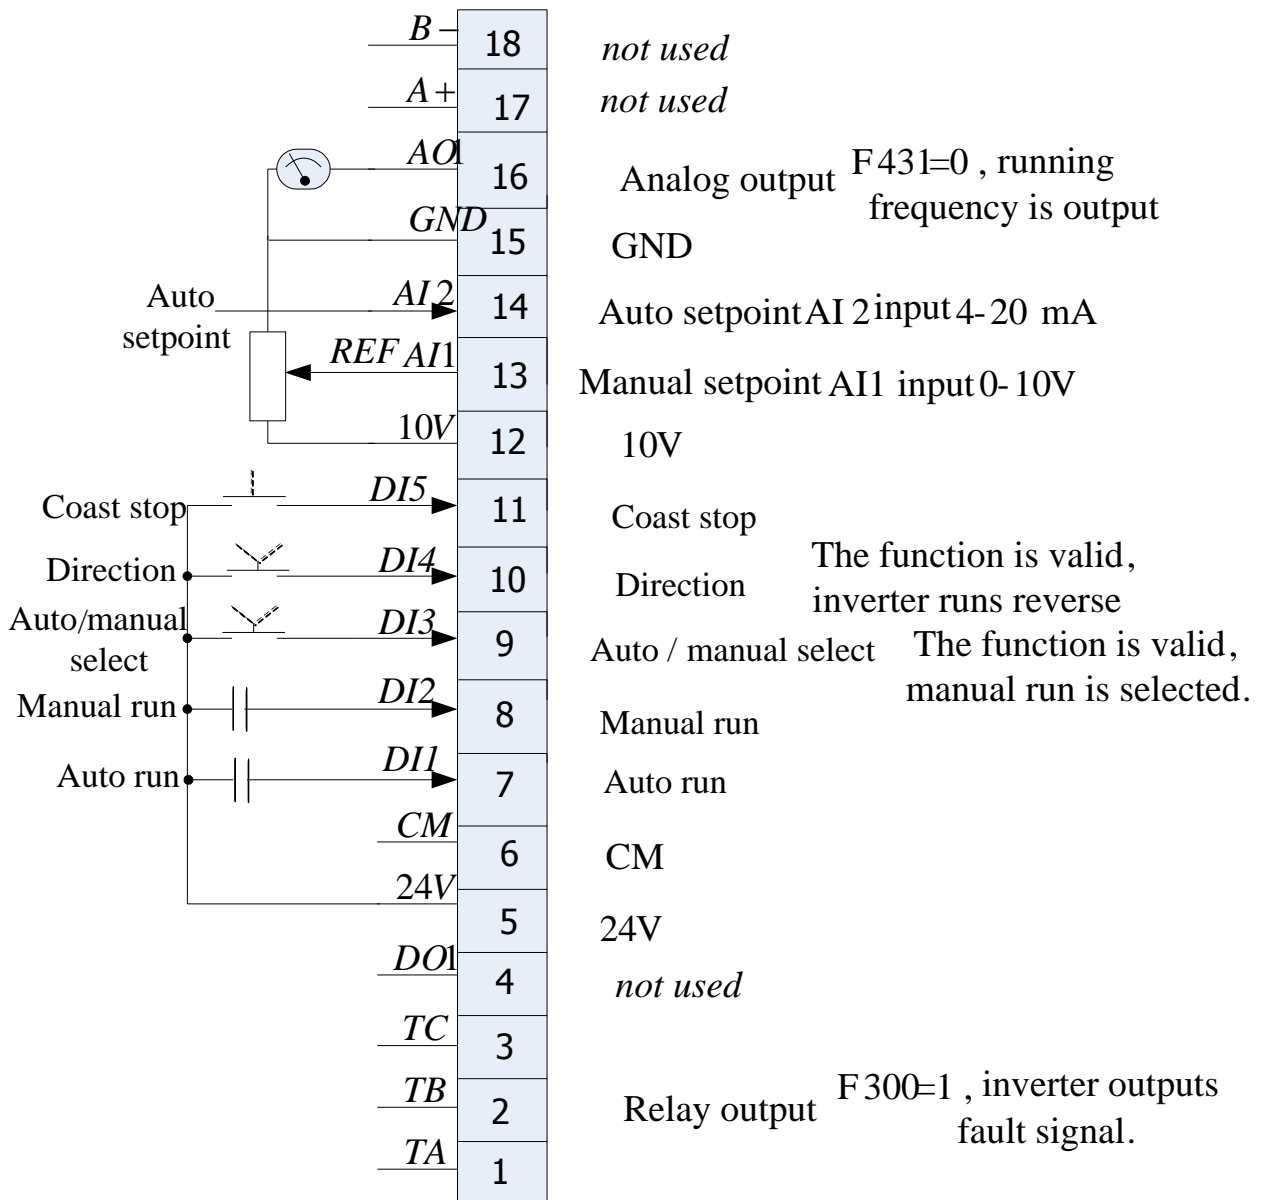 B – 18 not used
A+ 17 not used
AO1 16 Analog output F431=0 , running
frequency is output
GND 15 GND
Auto
setpoint
AI2 14 Auto setpoint AI 2 input 4-20 mA
REF AI1 13 Manual setpoint AI1 input 0-10V
10V 12 10V
Coast stop DI5 11 Coast stop
Direction DI4 10 Direction
The function is valid,
inverter runs reverse
Auto/manual
select
DI3 9 Auto / manual select
The function is valid,
manual run is selected.
Manual run DI2 8 Manual run
Auto run DI1 7 Auto run
CM 6 CM
24V 5 24V
DO1 4 not used
TC 3
TB 2 Relay output F300=1 , inverter outputs
fault signal.
TA 1